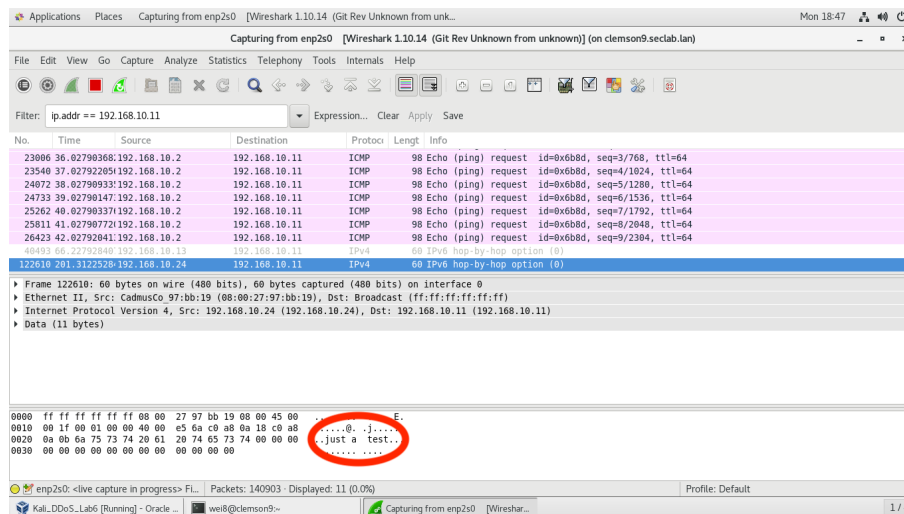 Applications Places Capturing from enp2s0 [Wireshark 1.10.14 (Git Rev Unknown from unk... Mon 18:47
Capturing from enp2s0 [Wireshark 1.10.14 (Git Rev Unknown from unknown)] (on clemson9.seclab.lan)
File Edit View Go Capture Analyze Statistics Telephony Tools Internals Help
Filter: ip.addr == 192.168.10.11 Expression... Clear Apply Save
No. Time Source Destination Protoc Lengt Info
23006 36.02790368 192.168.10.2 192.168.10.11 ICMP 98 Echo (ping) request id=0x6b8d, seq=3/768, ttl=64
23540 37.02792205 192.168.10.2 192.168.10.11 ICMP 98 Echo (ping) request id=0x6b8d, seq=4/1024, ttl=64
24072 38.02790933 192.168.10.2 192.168.10.11 ICMP 98 Echo (ping) request id=0x6b8d, seq=5/1280, ttl=64
24733 39.02790147 192.168.10.2 192.168.10.11 ICMP 98 Echo (ping) request id=0x6b8d, seq=6/1536, ttl=64
25262 40.02790337 192.168.10.2 192.168.10.11 ICMP 98 Echo (ping) request id=0x6b8d, seq=7/1792, ttl=64
25811 41.02790772 192.168.10.2 192.168.10.11 ICMP 98 Echo (ping) request id=0x6b8d, seq=8/2048, ttl=64
26423 42.02792041 192.168.10.2 192.168.10.11 ICMP 98 Echo (ping) request id=0x6b8d, seq=9/2304, ttl=64
40493 66.22792840 192.168.10.13 192.168.10.11 IPv4 60 IPv6 hop-by-hop option (0)
122610 201.3122528 192.168.10.24 192.168.10.11 IPv4 60 IPv6 hop-by-hop option (0)
Frame 122610: 60 bytes on wire (480 bits), 60 bytes captured (480 bits) on interface 0
Ethernet II, Src: CadmusCo_97:bb:19 (08:00:27:97:bb:19), Dst: Broadcast (ff:ff:ff:ff:ff:ff)
Internet Protocol Version 4, Src: 192.168.10.24 (192.168.10.24), Dst: 192.168.10.11 (192.168.10.11)
Data (11 bytes)
0000 ff ff ff ff ff ff 08 00 27 97 bb 19 08 00 45 00 ........ '.....E.
0010 00 1f 00 01 00 00 40 00 e5 6a c0 a8 0a 18 c0 a8 ......@. .j......
0020 0a 0b 6a 75 73 74 20 61 20 74 65 73 74 00 00 00 ..just a test...
0030 00 00 00 00 00 00 00 00 00 00 00 00 ........ ....
enp2s0: <live capture in progress> Fi... Packets: 140903 · Displayed: 11 (0.0%) Profile: Default
Kali_DDoS_Lab6 [Running] - Oracle ... wei8@clemson9:~ Capturing from enp2s0 [Wireshar... 1 /